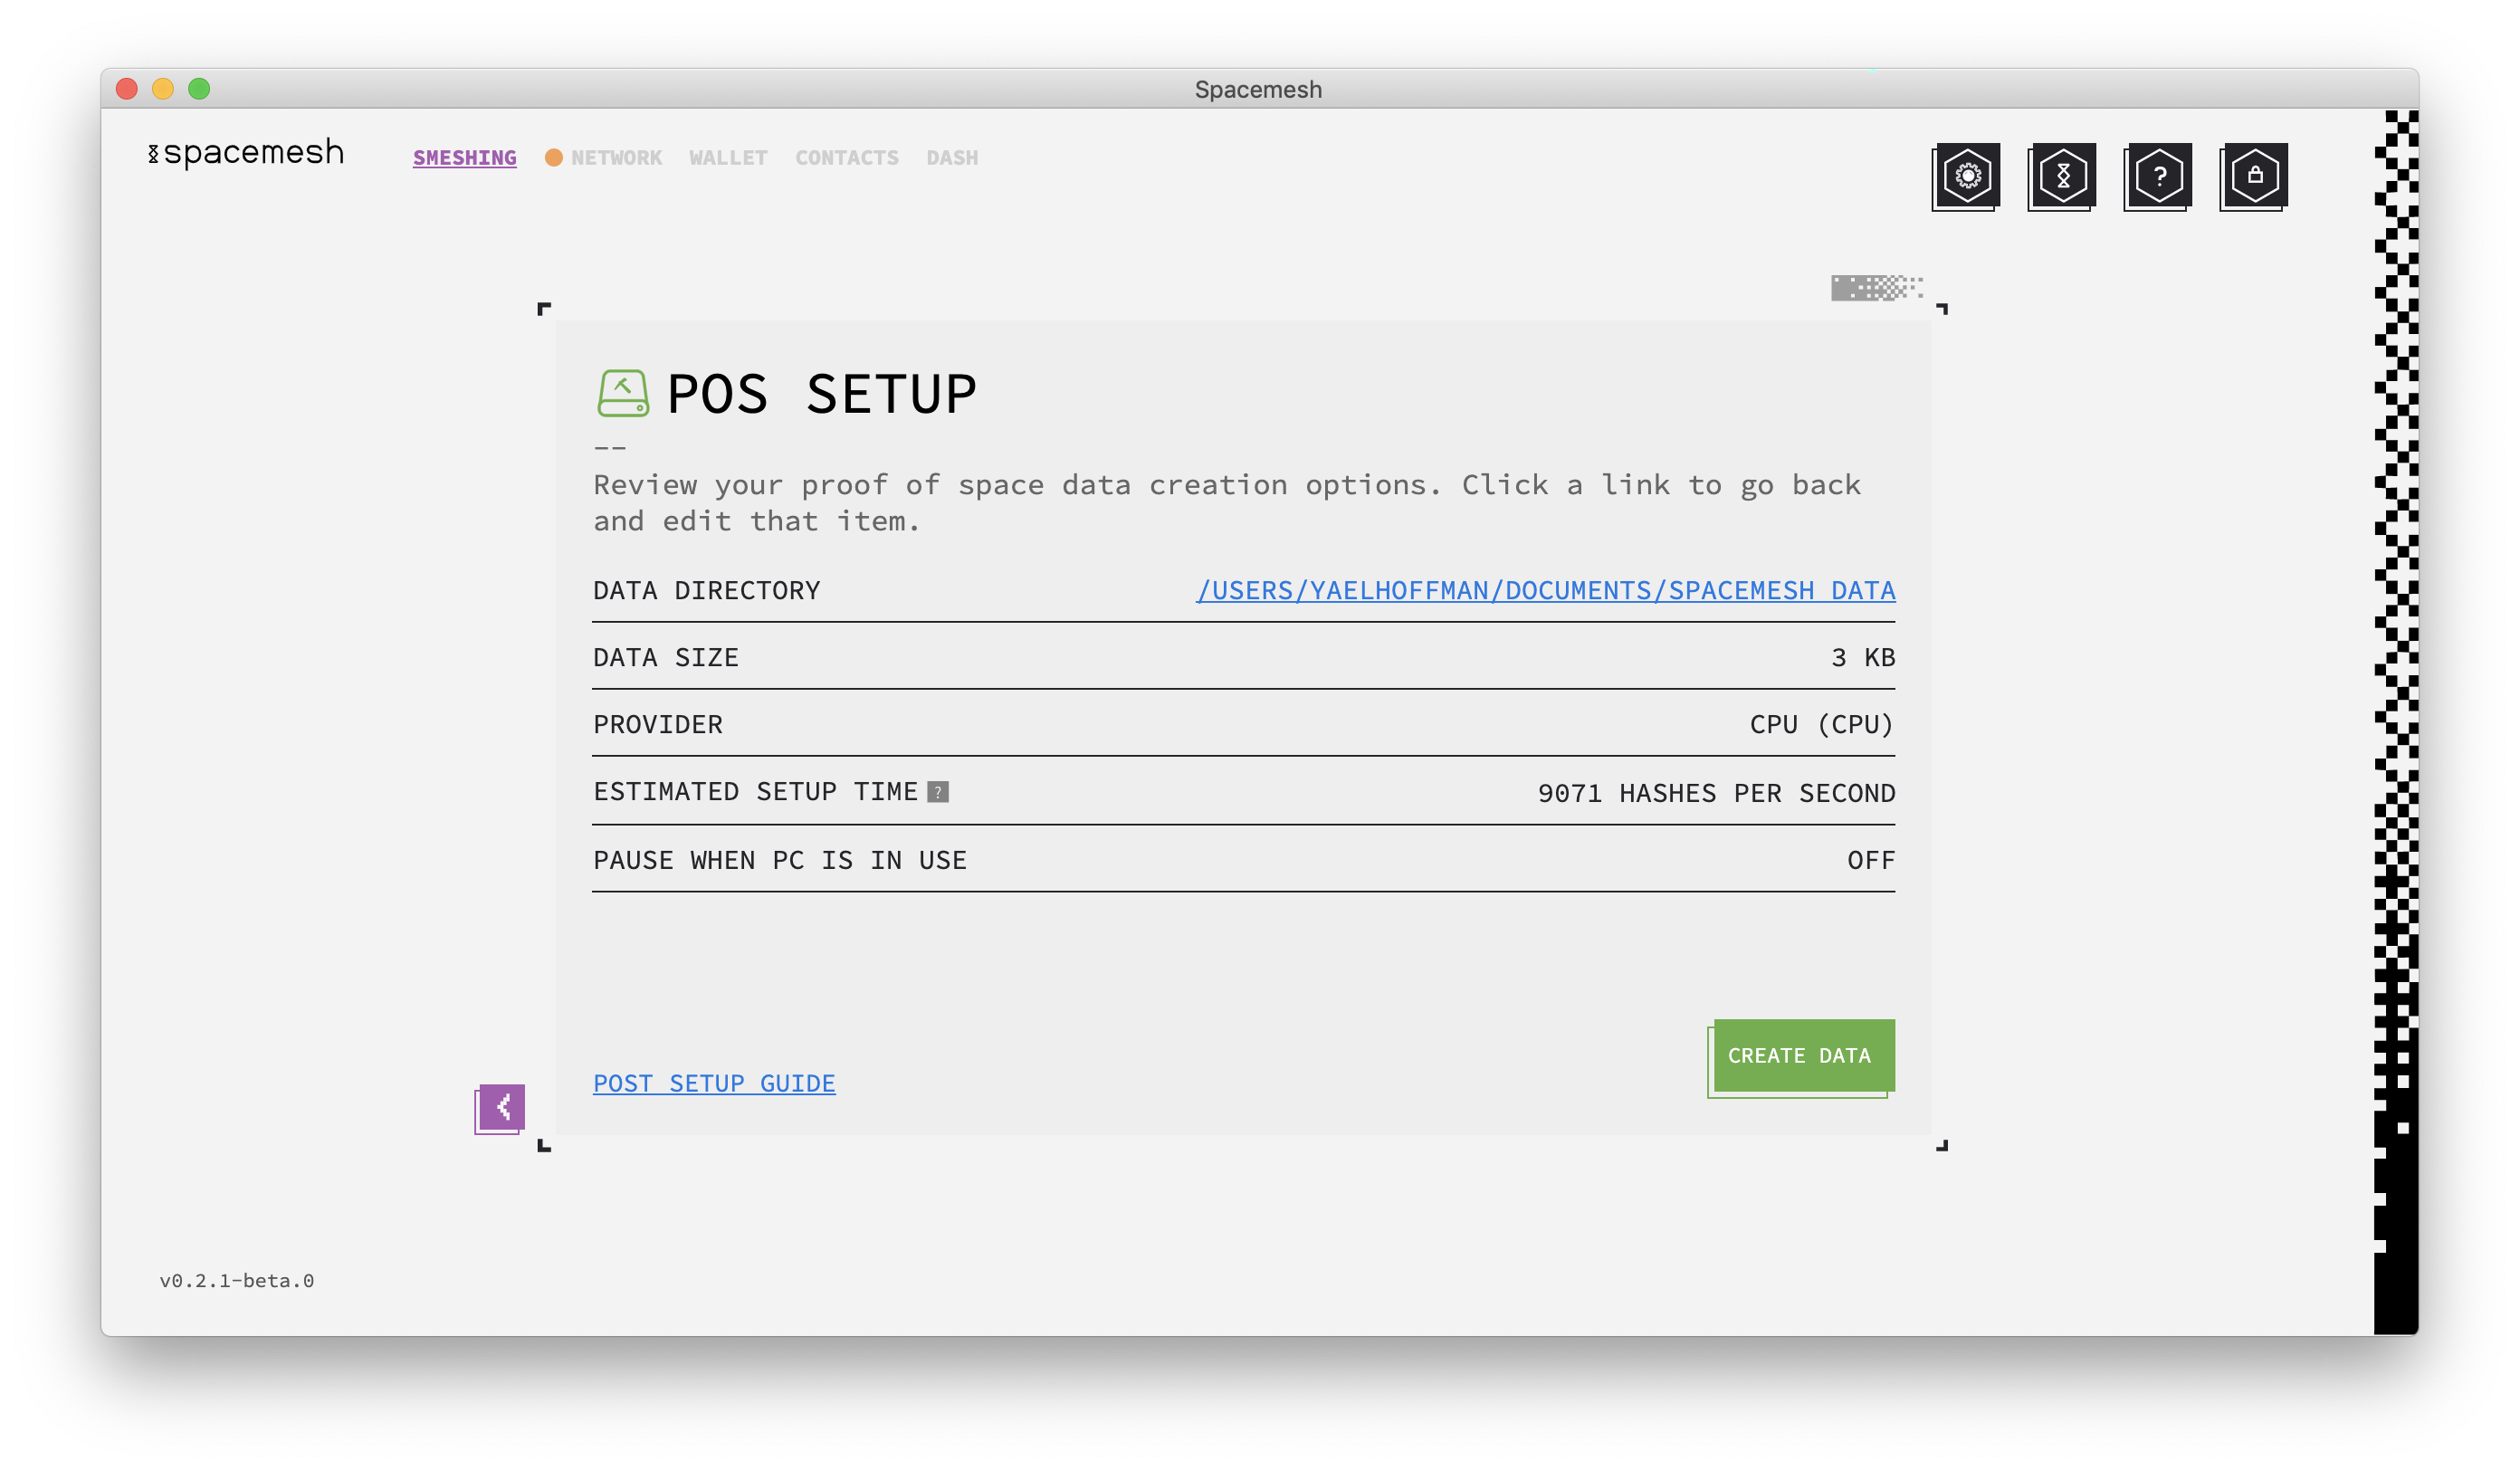 Spacemesh
spacemesh SMESHING NETWORK WALLET CONTACTS DASH
?
POS SETUP
--
Review your proof of space data creation options. Click a link to go back
and edit that item.
DATA DIRECTORY /USERS/YAELHOFFMAN/DOCUMENTS/SPACEMESH DATA
DATA SIZE 3 KB
PROVIDER CPU (CPU)
ESTIMATED SETUP TIME ? 9071 HASHES PER SECOND
PAUSE WHEN PC IS IN USE OFF
CREATE DATA
POST SETUP GUIDE
v0.2.1-beta.0